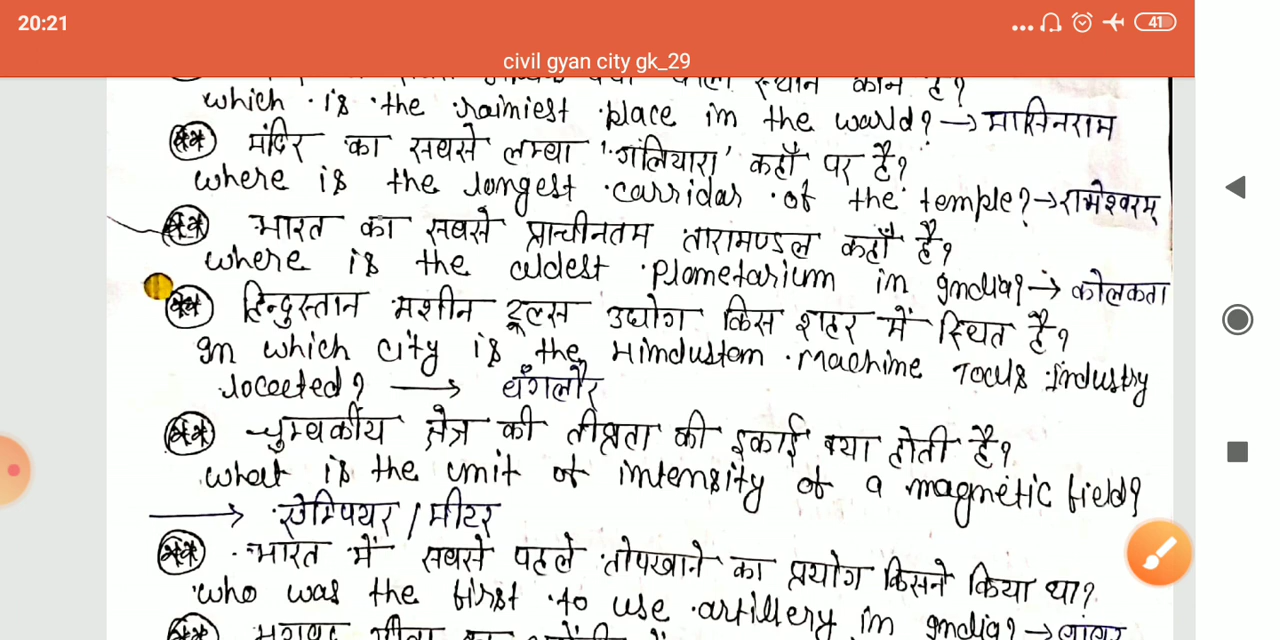 20:21
41
civil gyan city gk_29
स्थान कौन है?
which is the rainiest place in the world? → मासिनराम
** मंदिर का सबसे लम्बा 'गलियारा' कहाँ पर है?
where is the longest carridar of the temple? → रामेश्वरम्
** भारत का सबसे प्राचीनतम तारामण्डल कहाँ है?
where is the oldest planetarium in India? → कोलकता
** हिन्दुस्तान मशीन टूल्स उद्योग किस शहर में स्थित है?
In which city is the Hindustan Machine Tools industry
located? → बँगलौर
** चुम्बकीय क्षेत्र की तीव्रता की इकाई क्या होती है?
what is the unit of intensity of a magnetic field?
→ ऐम्पियर / मीटर
** भारत में सबसे पहले तोपखाने का प्रयोग किसने किया था?
who was the first to use artillery in India? → बाबर